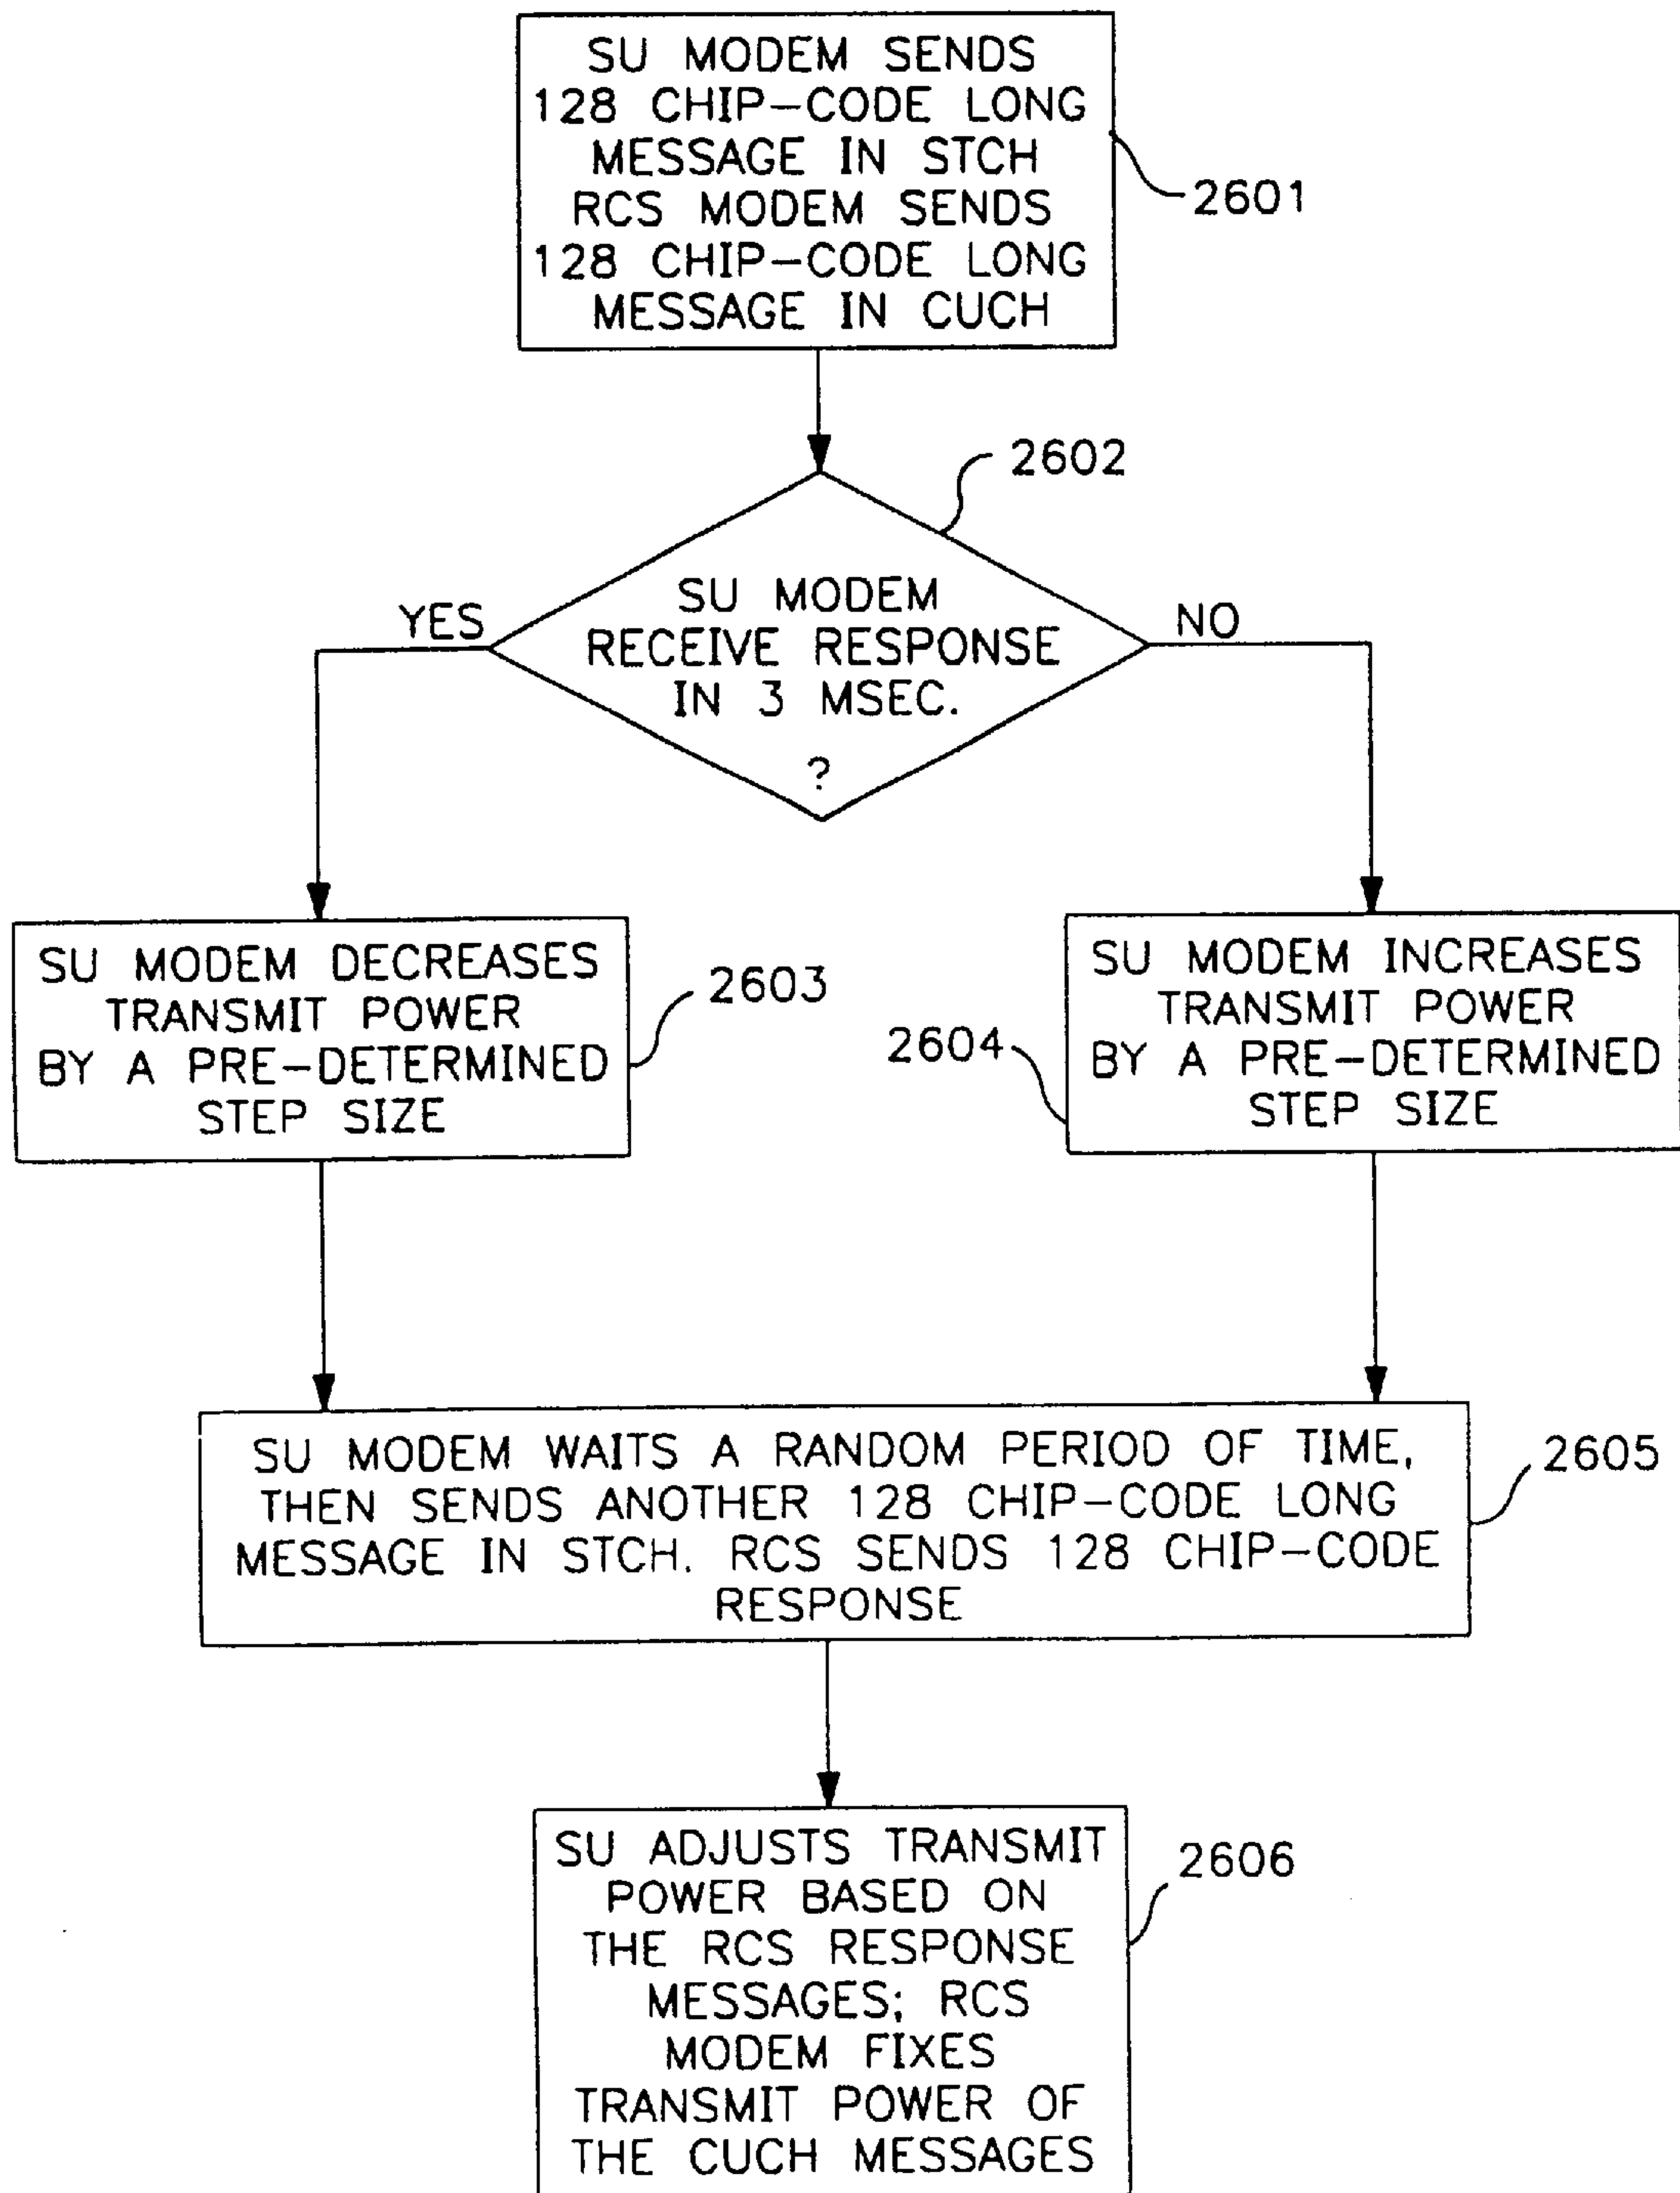 SU MODEM SENDS
128 CHIP-CODE LONG
MESSAGE IN STCH
RCS MODEM SENDS
128 CHIP-CODE LONG
MESSAGE IN CUCH
2601
2602
SU MODEM
RECEIVE RESPONSE
IN 3 MSEC.
?
YES
NO
SU MODEM DECREASES
TRANSMIT POWER
BY A PRE-DETERMINED
STEP SIZE
2603
SU MODEM INCREASES
TRANSMIT POWER
BY A PRE-DETERMINED
STEP SIZE
2604
SU MODEM WAITS A RANDOM PERIOD OF TIME,
THEN SENDS ANOTHER 128 CHIP-CODE LONG
MESSAGE IN STCH. RCS SENDS 128 CHIP-CODE
RESPONSE
2605
SU ADJUSTS TRANSMIT
POWER BASED ON
THE RCS RESPONSE
MESSAGES; RCS
MODEM FIXES
TRANSMIT POWER OF
THE CUCH MESSAGES
2606